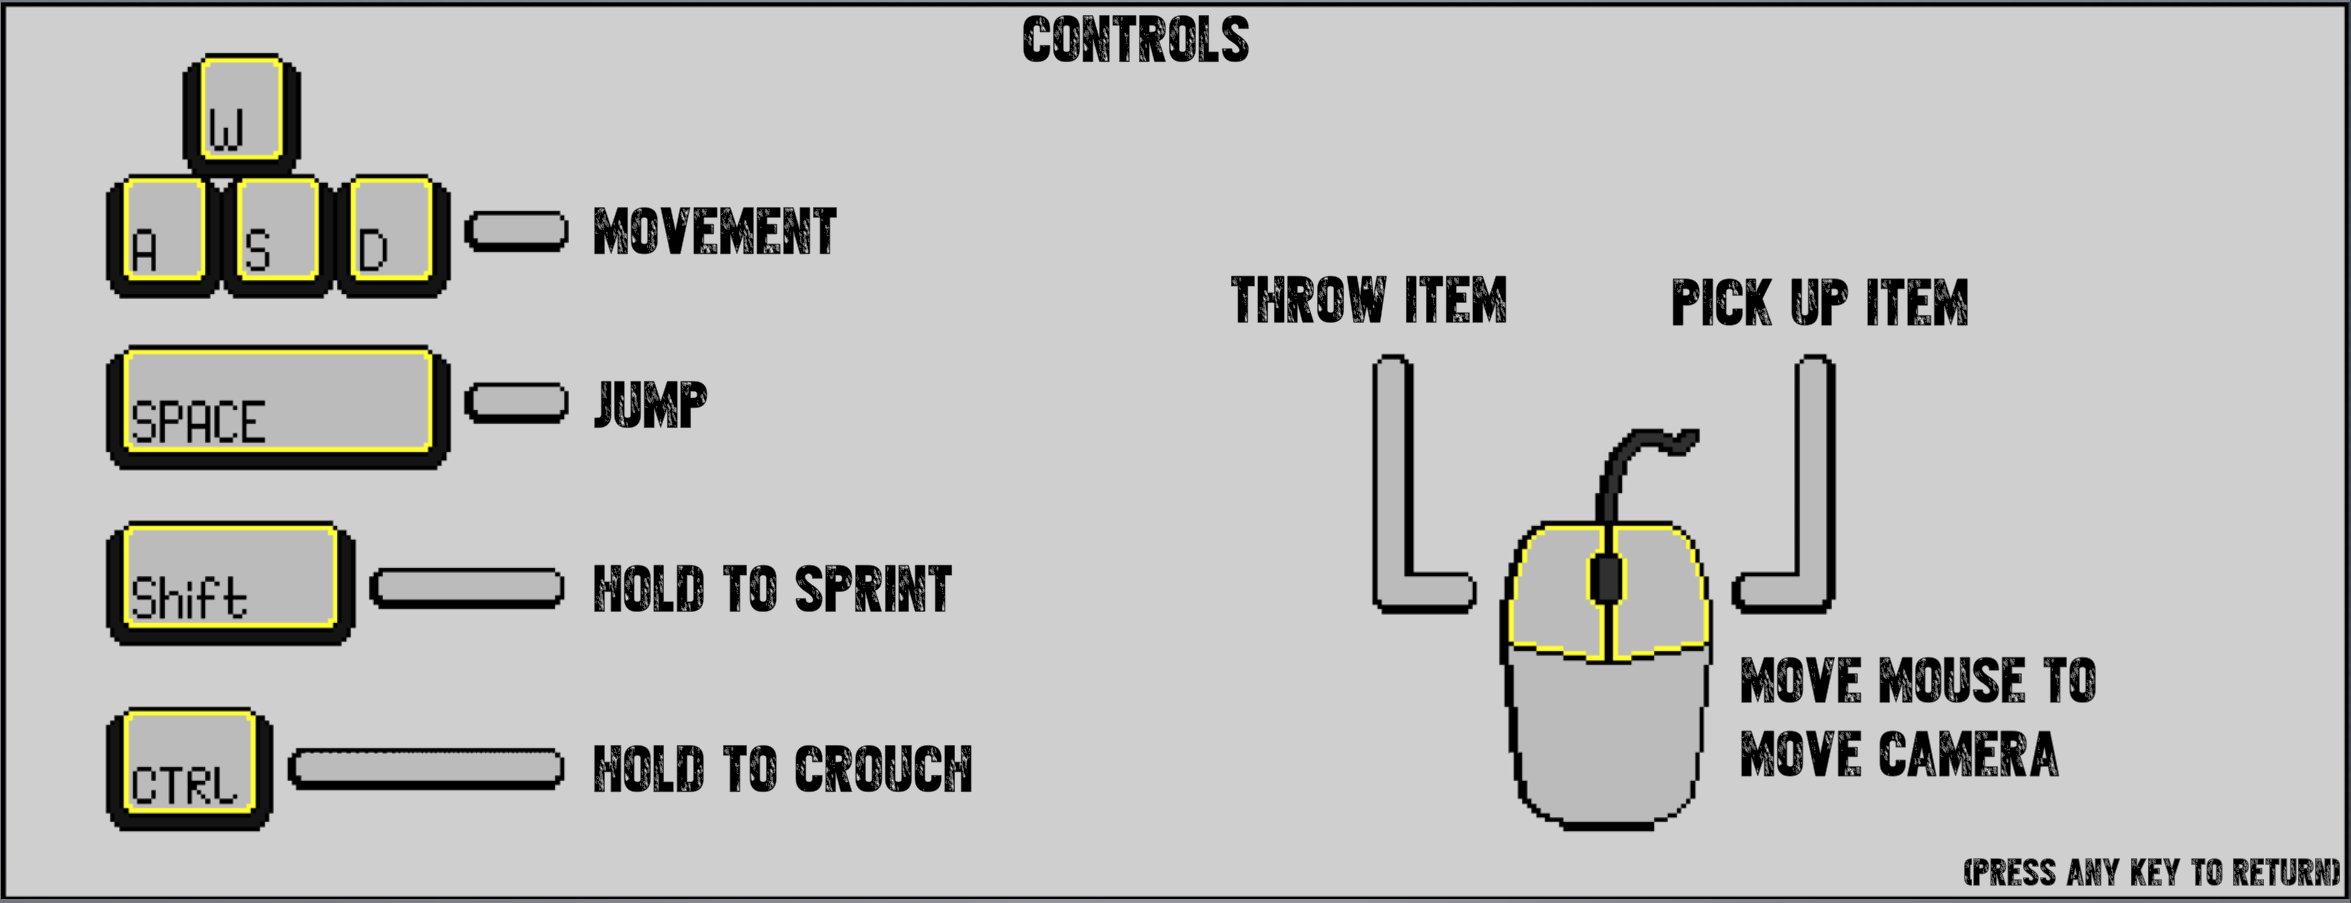 CONTROLS
W
A S D
MOVEMENT
SPACE
JUMP
Shift
HOLD TO SPRINT
CTRL
HOLD TO CROUCH
THROW ITEM
PICK UP ITEM
MOVE MOUSE TO
MOVE CAMERA
(PRESS ANY KEY TO RETURN)